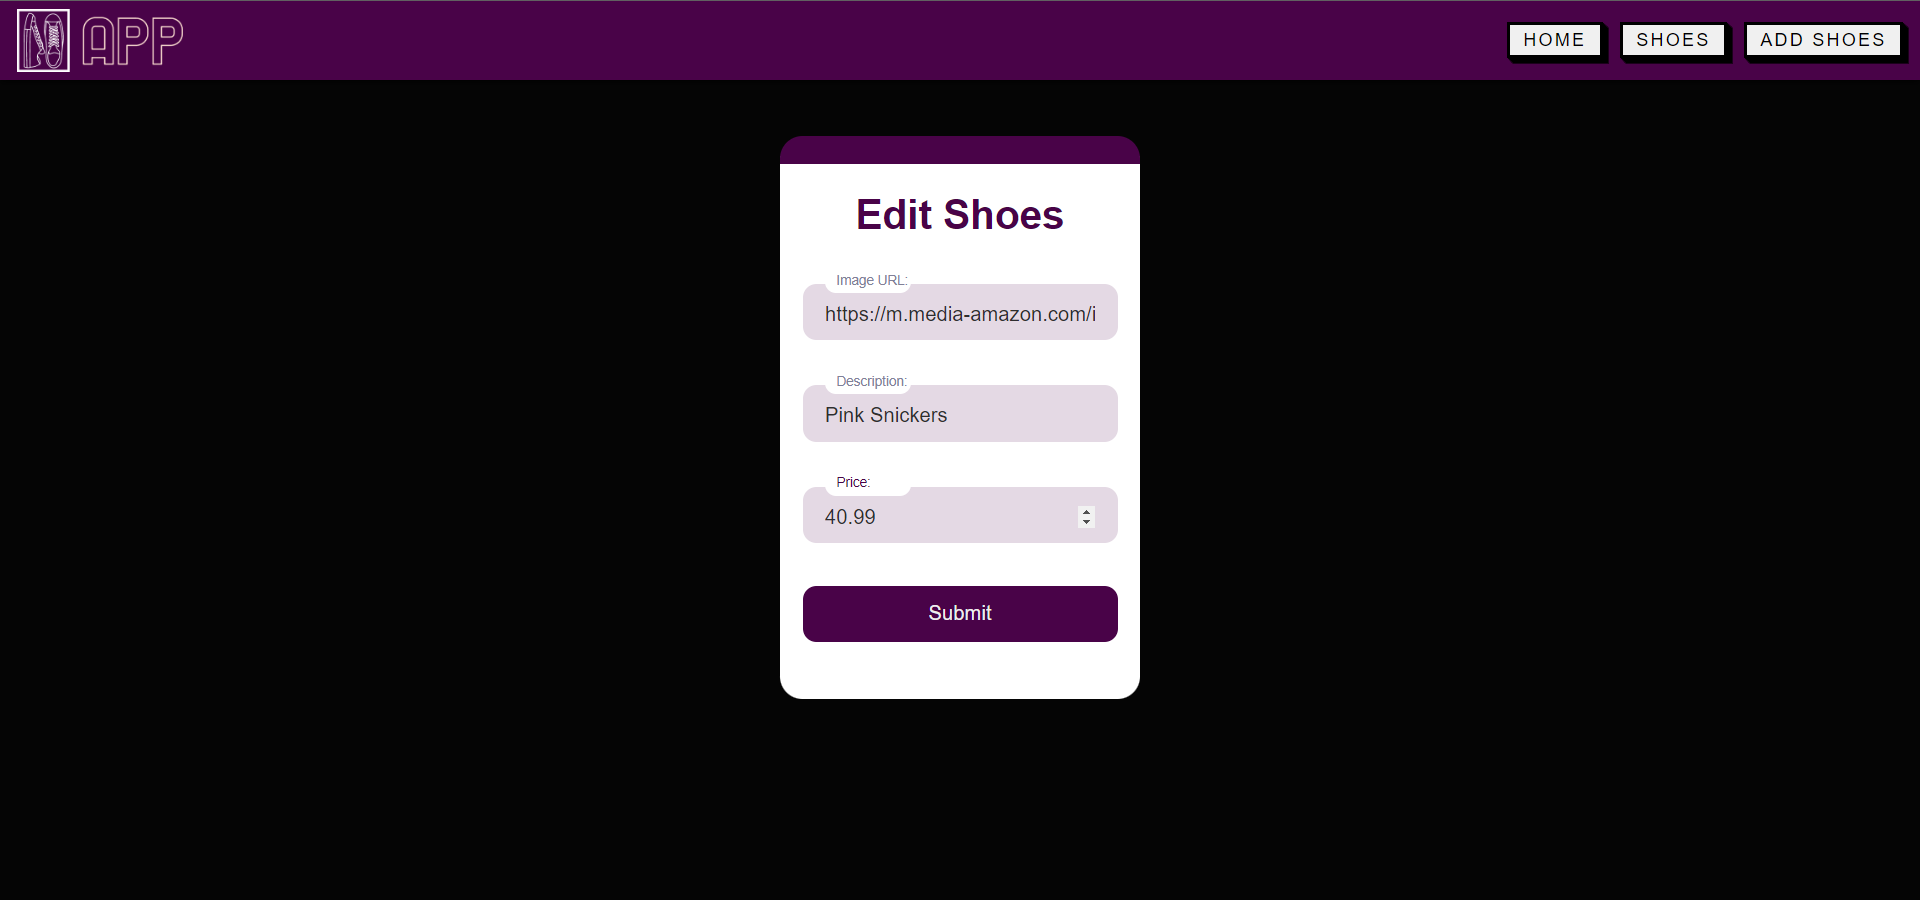 APP
HOME
SHOES
ADD SHOES
Edit Shoes
Image URL:
https://m.media-amazon.com/i
Description:
Pink Snickers
Price:
40.99
Submit